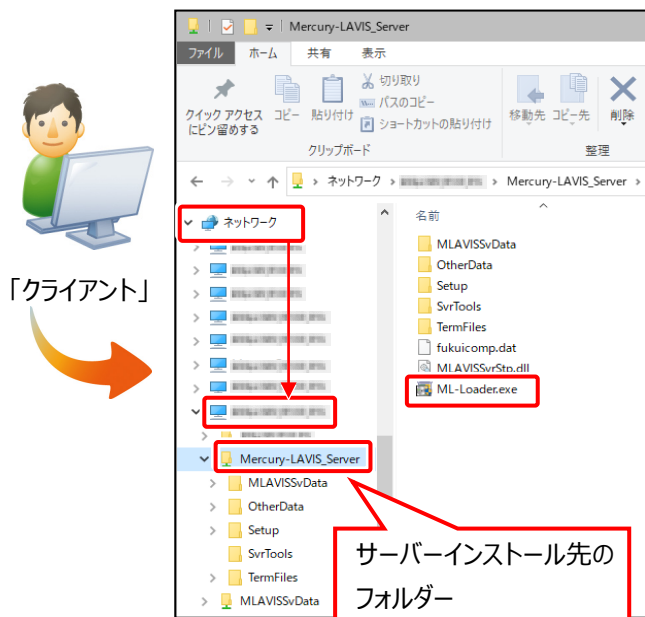 Mercury-LAVIS_Server
ファイル ホーム 共有 表示
クイック アクセス
にピン留めする
コピー
貼り付け
切り取り
パスのコピー
ショートカットの貼り付け
クリップボード
移動先 コピー先 削除
整理
ネットワーク > > Mercury-LAVIS_Server >
「クライアント」
ネットワーク
Mercury-LAVIS_Server
MLAVISSvData
OtherData
Setup
SvrTools
TermFiles
MLAVISSvData
名前
MLAVISSvData
OtherData
Setup
SvrTools
TermFiles
fukuicomp.dat
MLAVISSvrStp.dll
ML-Loader.exe
サーバーインストール先の
フォルダー